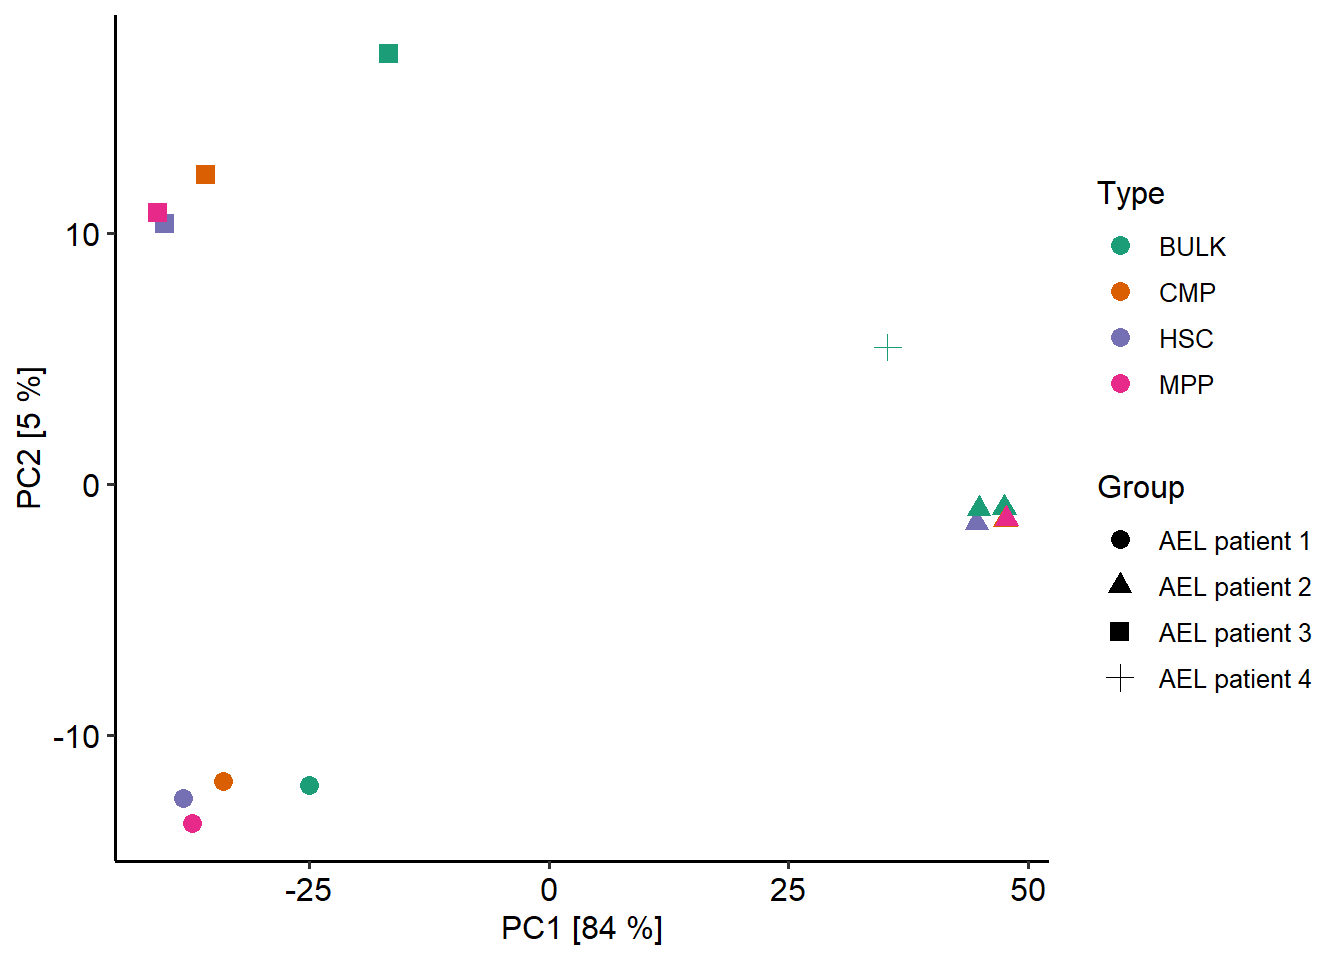 10
0
-10
PC2 [5 %]
-25
0
25
50
PC1 [84 %]
Type
BULK
CMP
HSC
MPP
Group
AEL patient 1
AEL patient 2
AEL patient 3
AEL patient 4